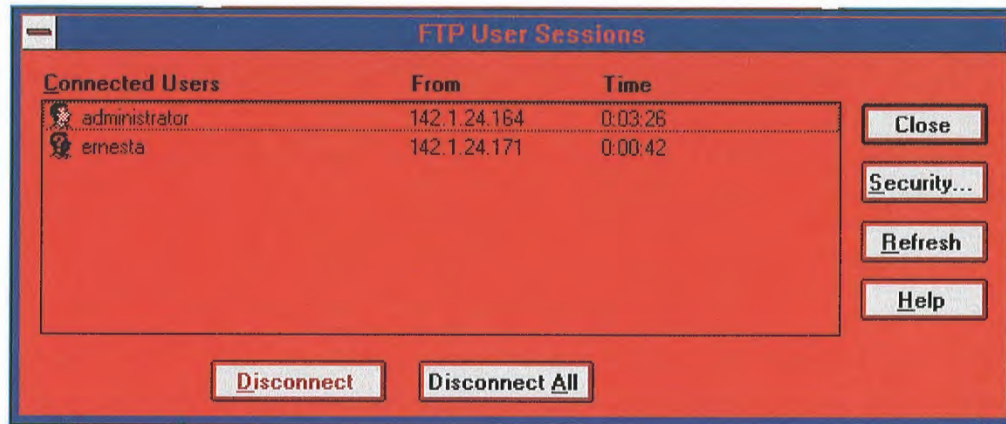 FTP User Sessions
Connected Users From Time
administrator 142.1.24.164 0:03:26
ernesta 142.1.24.171 0:00:42
Close
Security...
Refresh
Help
Disconnect Disconnect All